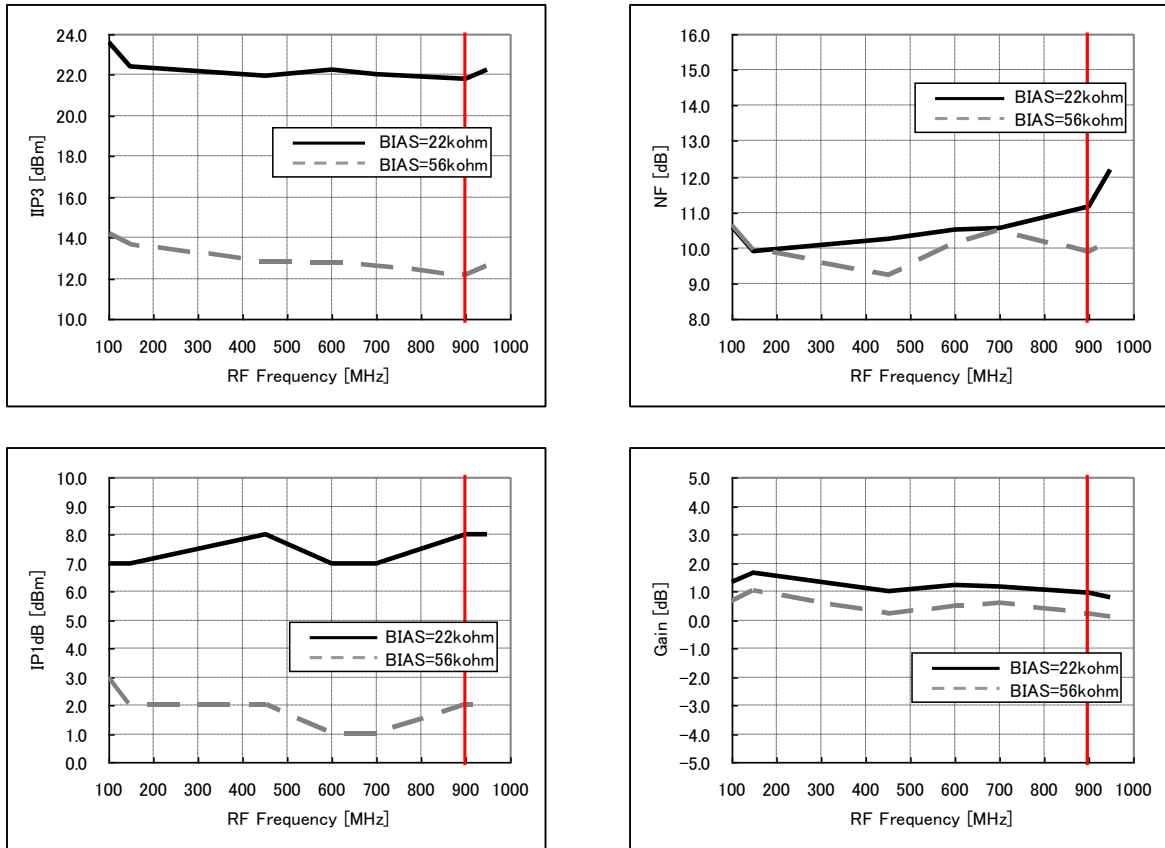 IIP3 [dBm]
24.0
22.0
20.0
18.0
16.0
14.0
12.0
10.0
BIAS=22kohm
BIAS=56kohm
100 200 300 400 500 600 700 800 900 1000
RF Frequency [MHz]
NF [dB]
16.0
15.0
14.0
13.0
12.0
11.0
10.0
9.0
8.0
BIAS=22kohm
BIAS=56kohm
100 200 300 400 500 600 700 800 900 1000
RF Frequency [MHz]
IP1dB [dBm]
10.0
9.0
8.0
7.0
6.0
5.0
4.0
3.0
2.0
1.0
0.0
BIAS=22kohm
BIAS=56kohm
100 200 300 400 500 600 700 800 900 1000
RF Frequency [MHz]
Gain [dB]
5.0
4.0
3.0
2.0
1.0
0.0
-1.0
-2.0
-3.0
-4.0
-5.0
BIAS=22kohm
BIAS=56kohm
100 200 300 400 500 600 700 800 900 1000
RF Frequency [MHz]